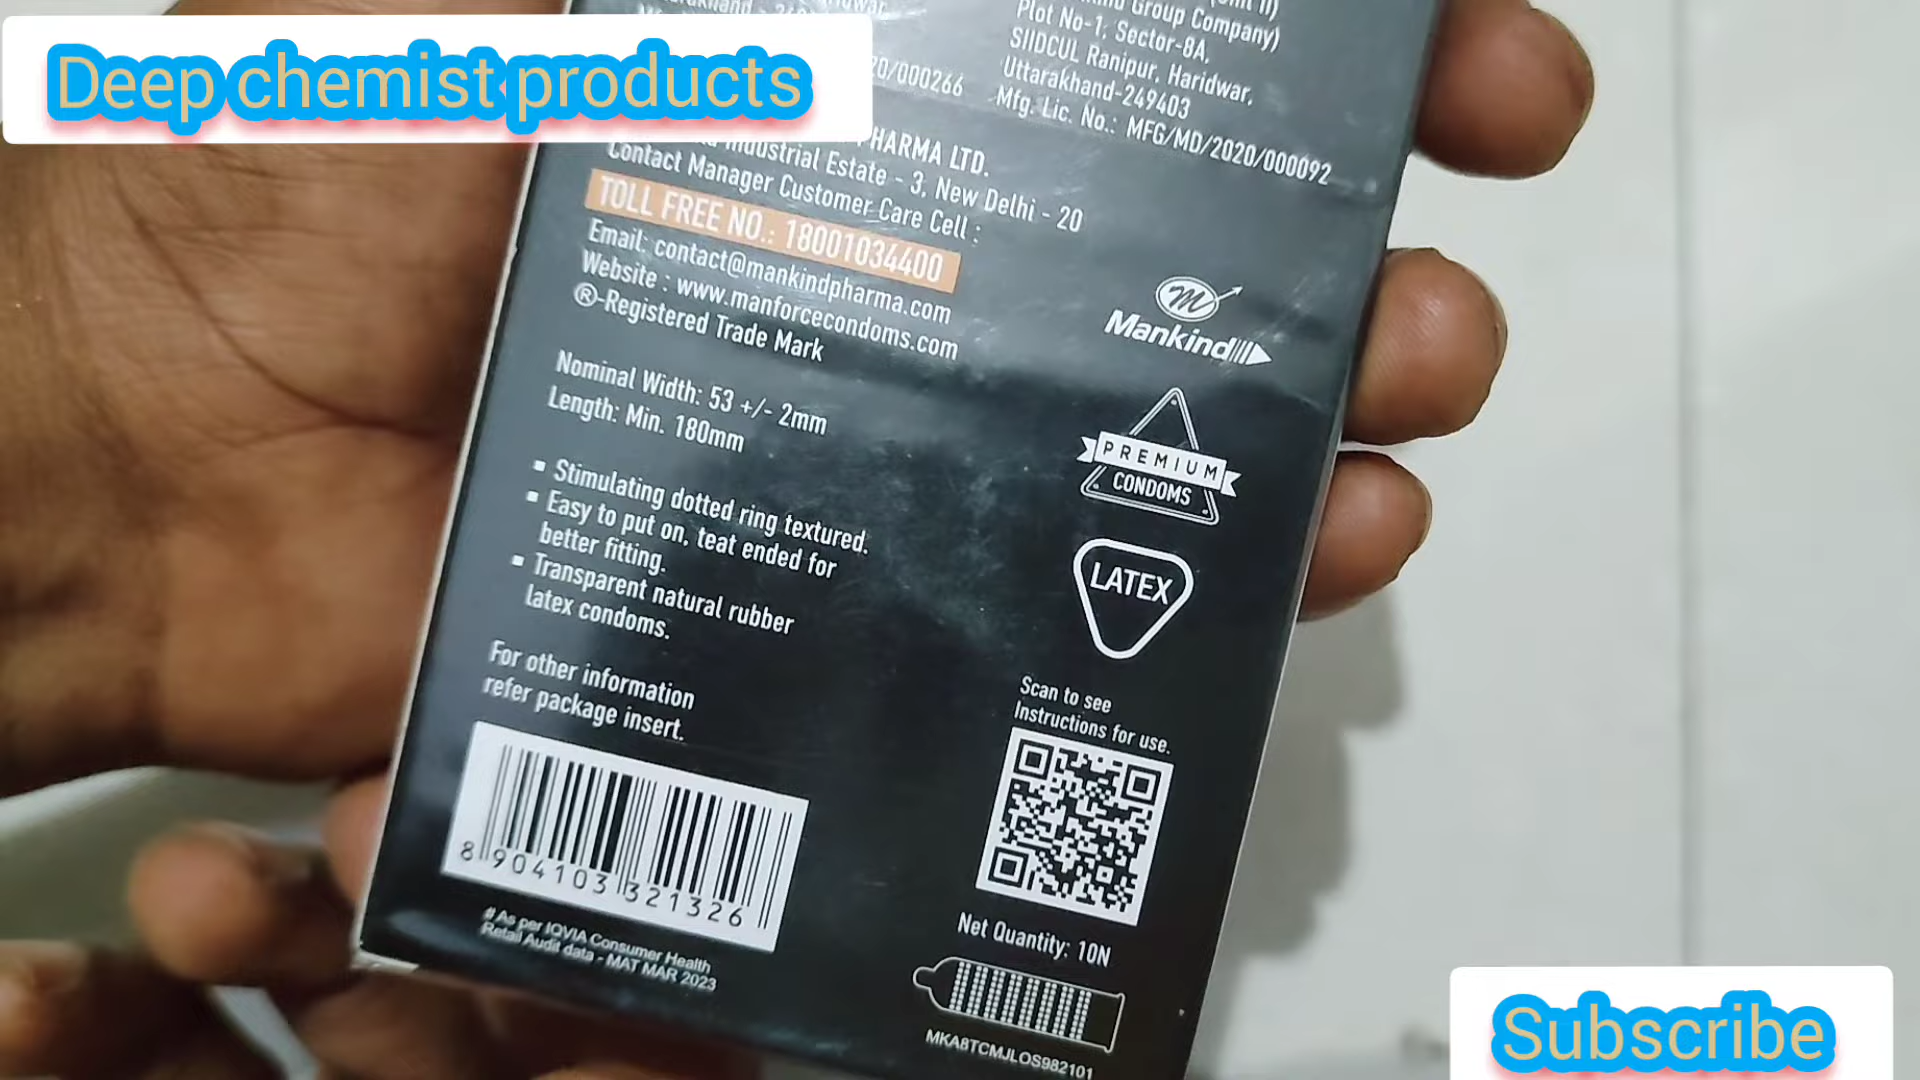 Deep chemist products
Group Company)
Plot No-1, Sector-8A,
SIIDCUL Ranipur, Haridwar,
Uttarakhand-249403
Mfg. Lic. No.: MFG/MD/2020/000092
20/000266
PHARMA LTD.
Industrial Estate - 3, New Delhi - 20
Contact Manager Customer Care Cell :
TOLL FREE NO.: 18001034400
Email: contact@mankindpharma.com
Website : www.manforcecondoms.com
®-Registered Trade Mark
Nominal Width: 53 +/- 2mm
Length: Min. 180mm
▪ Stimulating dotted ring textured.
▪ Easy to put on, teat ended for
better fitting.
▪ Transparent natural rubber
latex condoms.
For other information
refer package insert.
8 904103 321326
# As per IQVIA Consumer Health
Retail Audit data - MAT MAR 2023
Mankind
PREMIUM
CONDOMS
LATEX
Scan to see
Instructions for use.
Net Quantity: 10N
MKA8TCMJLOS982101
Subscribe